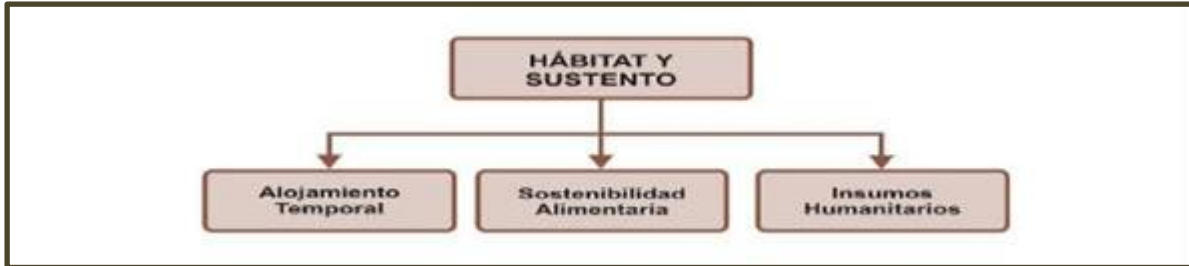 HÁBITAT Y
SUSTENTO
Alojamiento
Temporal
Sostenibilidad
Alimentaria
Insumos
Humanitarios